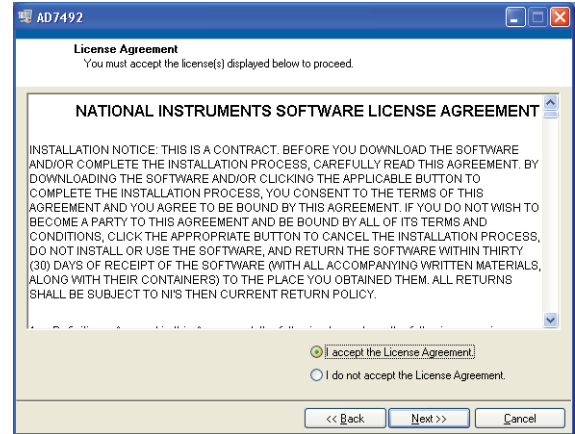 AD7492
License Agreement
You must accept the license(s) displayed below to proceed.
NATIONAL INSTRUMENTS SOFTWARE LICENSE AGREEMENT
INSTALLATION NOTICE: THIS IS A CONTRACT. BEFORE YOU DOWNLOAD THE SOFTWARE
AND/OR COMPLETE THE INSTALLATION PROCESS, CAREFULLY READ THIS AGREEMENT. BY
DOWNLOADING THE SOFTWARE AND/OR CLICKING THE APPLICABLE BUTTON TO
COMPLETE THE INSTALLATION PROCESS, YOU CONSENT TO THE TERMS OF THIS
AGREEMENT AND YOU AGREE TO BE BOUND BY THIS AGREEMENT. IF YOU DO NOT WISH TO
BECOME A PARTY TO THIS AGREEMENT AND BE BOUND BY ALL OF ITS TERMS AND
CONDITIONS, CLICK THE APPROPRIATE BUTTON TO CANCEL THE INSTALLATION PROCESS,
DO NOT INSTALL OR USE THE SOFTWARE, AND RETURN THE SOFTWARE WITHIN THIRTY
(30) DAYS OF RECEIPT OF THE SOFTWARE (WITH ALL ACCOMPANYING WRITTEN MATERIALS,
ALONG WITH THEIR CONTAINERS) TO THE PLACE YOU OBTAINED THEM. ALL RETURNS
SHALL BE SUBJECT TO NI'S THEN CURRENT RETURN POLICY.
I accept the License Agreement.
I do not accept the License Agreement.
<< Back Next >> Cancel